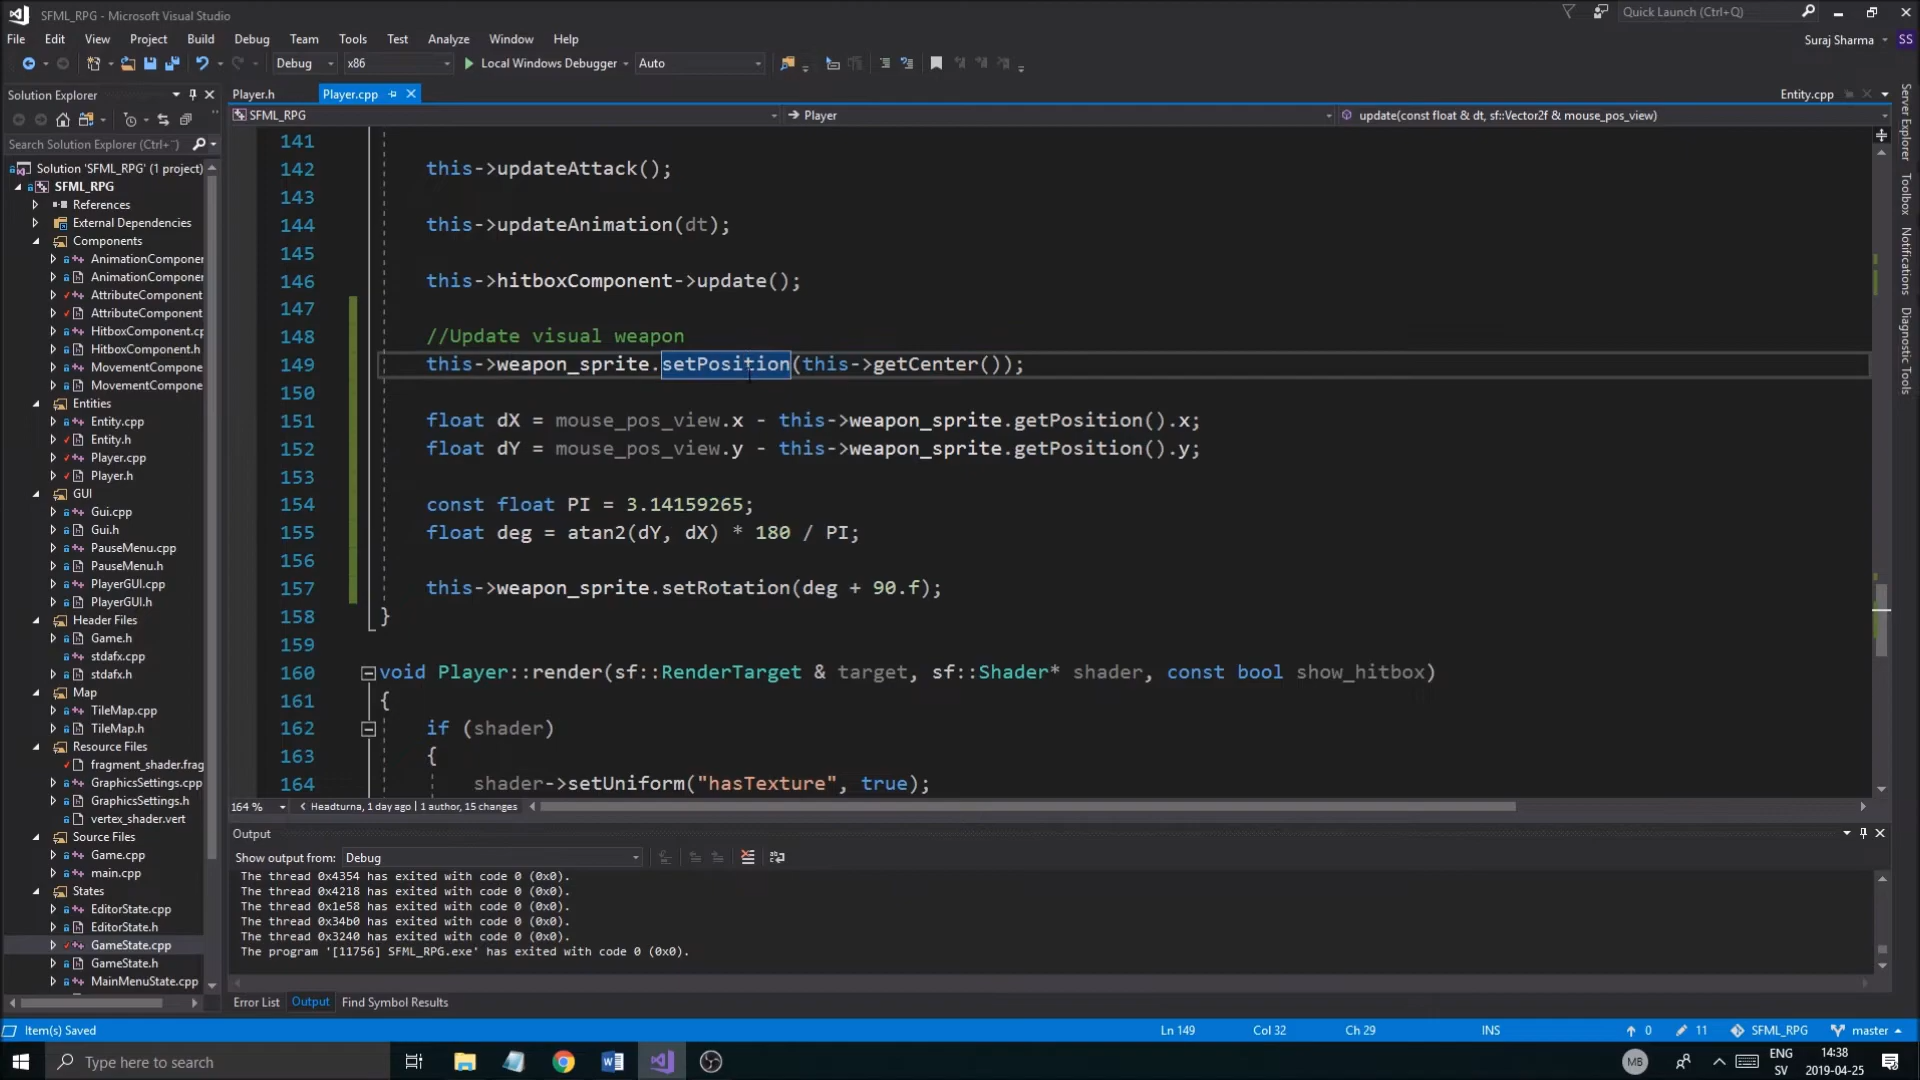 SFML_RPG - Microsoft Visual Studio
Quick Launch (Ctrl+Q)
File Edit View Project Build Debug Team Tools Test Analyze Window Help
Suraj Sharma SS
Debug x86 Local Windows Debugger Auto
Solution Explorer
Player.h Player.cpp Entity.cpp
SFML_RPG Player update(const float & dt, sf::Vector2f & mouse_pos_view)
Search Solution Explorer (Ctrl+¨)
Solution 'SFML_RPG' (1 project)
SFML_RPG
References
External Dependencies
Components
AnimationComponer
AnimationComponer
AttributeComponent
AttributeComponent
HitboxComponent.cp
HitboxComponent.h
MovementCompone
MovementCompone
Entities
Entity.cpp
Entity.h
Player.cpp
Player.h
GUI
Gui.cpp
Gui.h
PauseMenu.cpp
PauseMenu.h
PlayerGUI.cpp
PlayerGUI.h
Header Files
Game.h
stdafx.cpp
stdafx.h
Map
TileMap.cpp
TileMap.h
Resource Files
fragment_shader.frag
GraphicsSettings.cpp
GraphicsSettings.h
vertex_shader.vert
Source Files
Game.cpp
main.cpp
States
EditorState.cpp
EditorState.h
GameState.cpp
GameState.h
MainMenuState.cpp
141
142 this->updateAttack();
143
144 this->updateAnimation(dt);
145
146 this->hitboxComponent->update();
147
148 //Update visual weapon
149 this->weapon_sprite.setPosition(this->getCenter());
150
151 float dX = mouse_pos_view.x - this->weapon_sprite.getPosition().x;
152 float dY = mouse_pos_view.y - this->weapon_sprite.getPosition().y;
153
154 const float PI = 3.14159265;
155 float deg = atan2(dY, dX) * 180 / PI;
156
157 this->weapon_sprite.setRotation(deg + 90.f);
158 }
159
160 void Player::render(sf::RenderTarget & target, sf::Shader* shader, const bool show_hitbox)
161 {
162 if (shader)
163 {
164 shader->setUniform("hasTexture", true);
164 % Headturna, 1 day ago | 1 author, 15 changes
Server Explorer
Toolbox
Notifications
Diagnostic Tools
Output
Show output from: Debug
The thread 0x4354 has exited with code 0 (0x0).
The thread 0x4218 has exited with code 0 (0x0).
The thread 0x1e58 has exited with code 0 (0x0).
The thread 0x34b0 has exited with code 0 (0x0).
The thread 0x3240 has exited with code 0 (0x0).
The program '[11756] SFML_RPG.exe' has exited with code 0 (0x0).
Error List Output Find Symbol Results
Item(s) Saved Ln 149 Col 32 Ch 29 INS 0 11 SFML_RPG master
Type here to search
MB
ENG
SV
14:38
2019-04-25